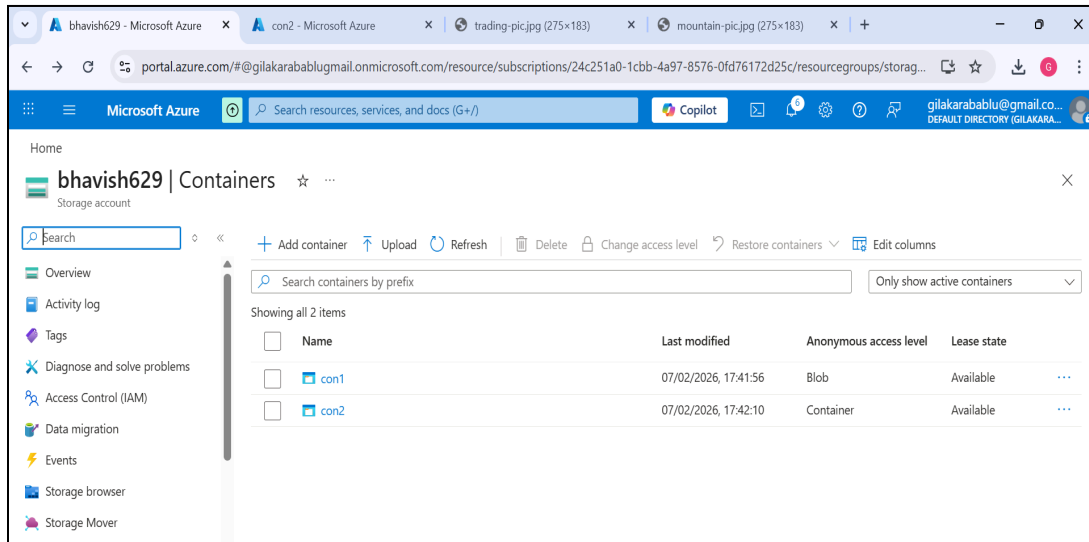 bhavish629 - Microsoft Azure
con2 - Microsoft Azure
trading-pic.jpg (275×183)
mountain-pic.jpg (275×183)
portal.azure.com/#@gilakarabablugmail.onmicrosoft.com/resource/subscriptions/24c251a0-1cbb-4a97-8576-0fd76172d25c/resourcegroups/storag...
G
Microsoft Azure
Search resources, services, and docs (G+/)
Copilot
6
gilakarabablu@gmail.co...
DEFAULT DIRECTORY (GILAKARA...
Home
bhavish629 | Containers
Storage account
Search
Add container
Upload
Refresh
Delete
Change access level
Restore containers
Edit columns
Overview
Activity log
Tags
Diagnose and solve problems
Access Control (IAM)
Data migration
Events
Storage browser
Storage Mover
Search containers by prefix
Only show active containers
Showing all 2 items
Name Last modified Anonymous access level Lease state
con1 07/02/2026, 17:41:56 Blob Available ...
con2 07/02/2026, 17:42:10 Container Available ...